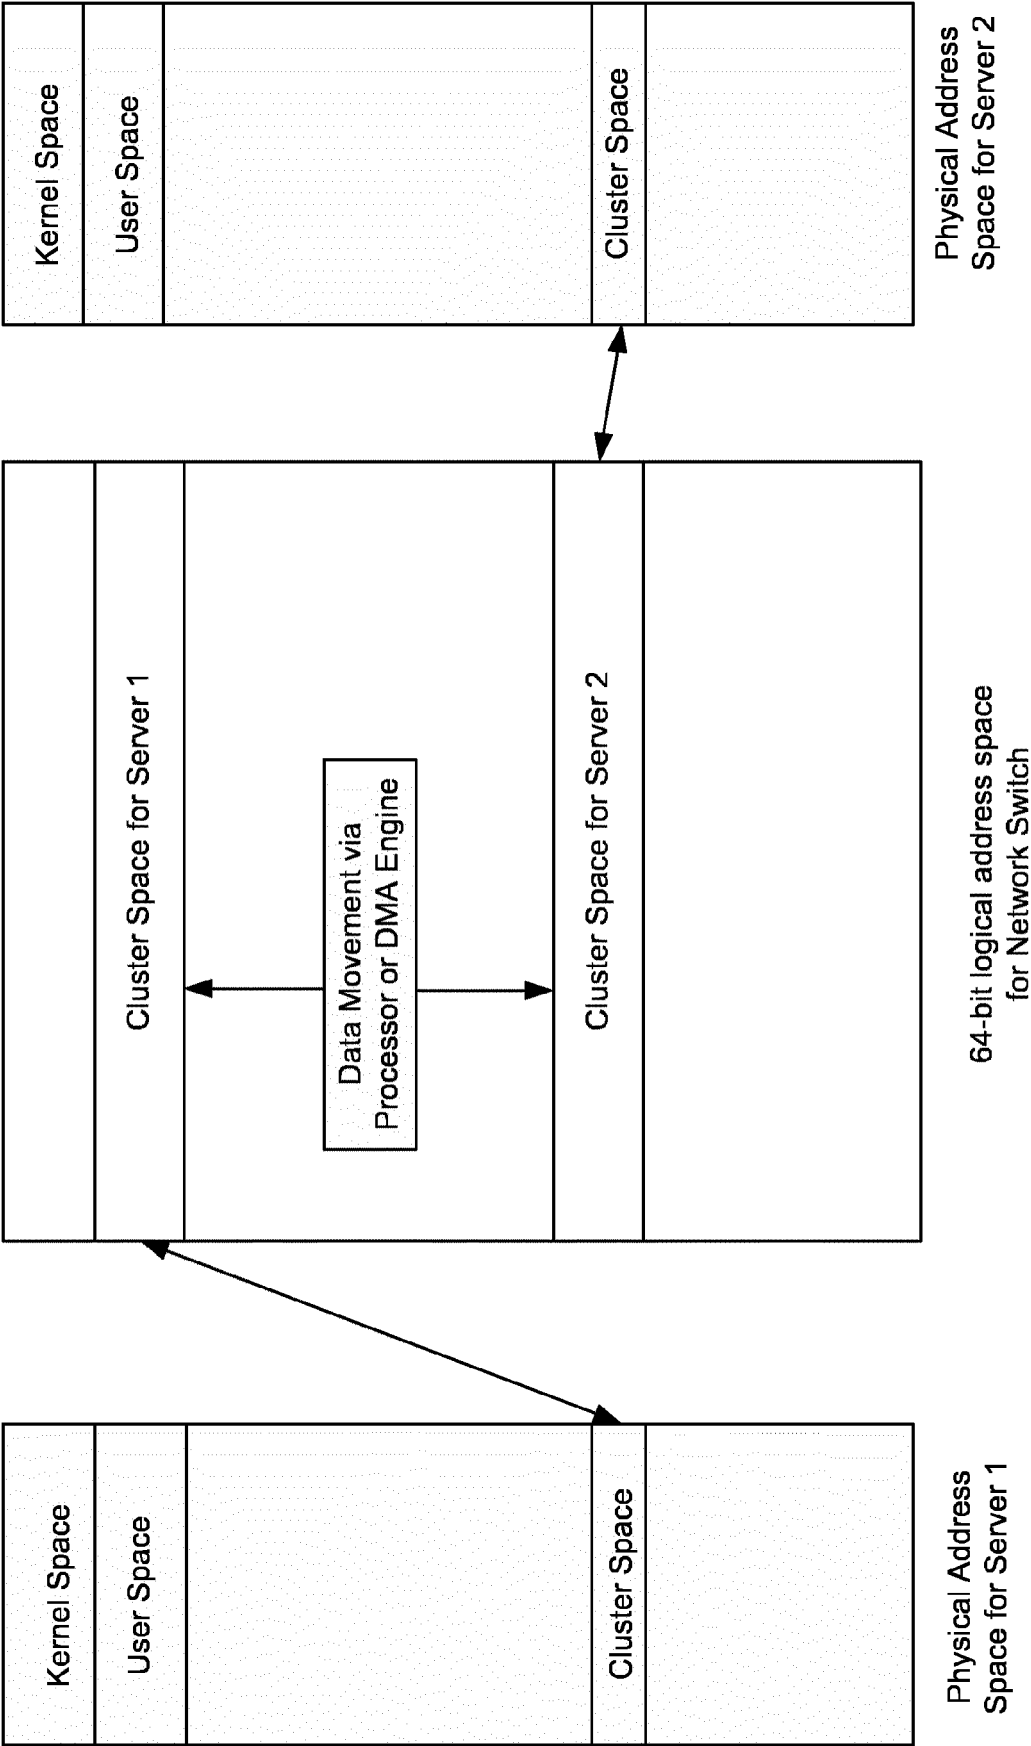 Kernel Space
User Space
Cluster Space
Physical Address
Space for Server 1
Cluster Space for Server 1
Data Movement via
Processor or DMA Engine
Cluster Space for Server 2
64-bit logical address space
for Network Switch
Kernel Space
User Space
Cluster Space
Physical Address
Space for Server 2